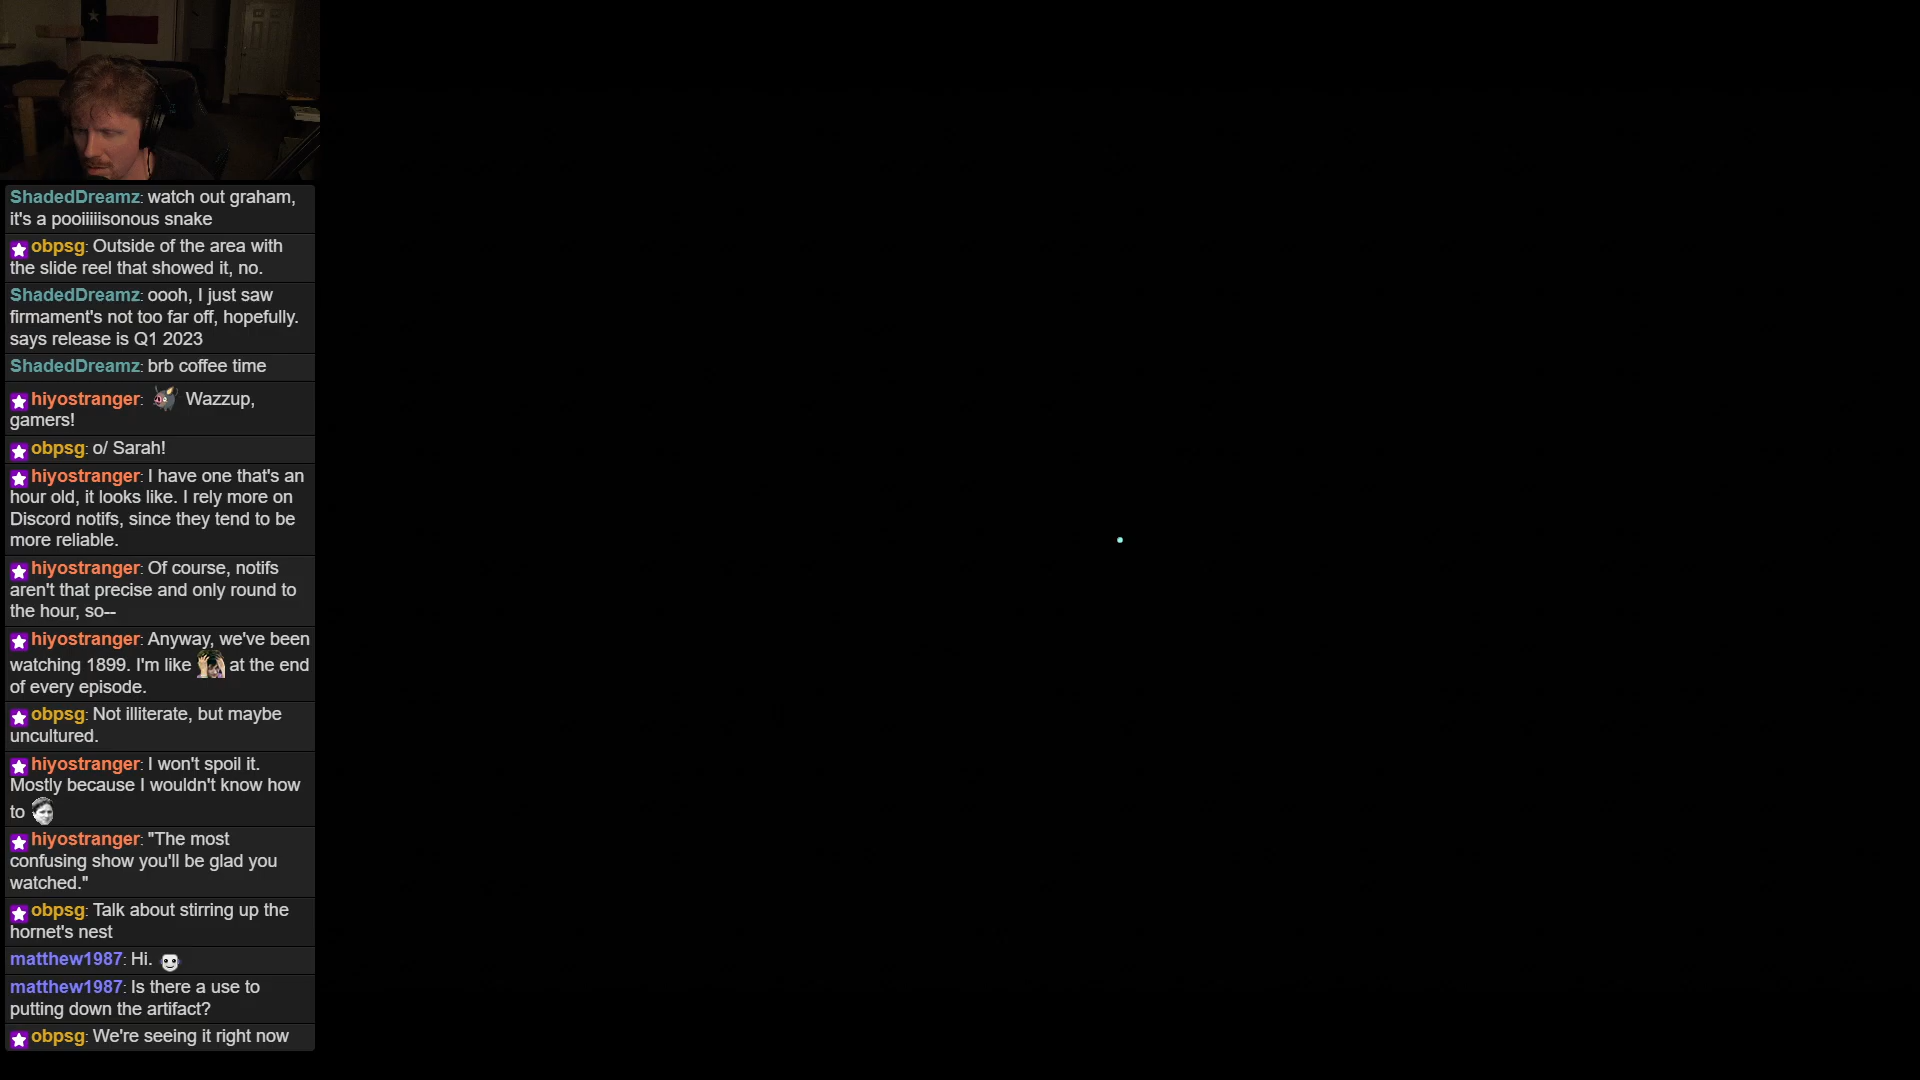 ShadedDreamz: watch out graham,
it's a pooiiiiisonous snake
obpsg: Outside of the area with
the slide reel that showed it, no.
ShadedDreamz: oooh, I just saw
firmament's not too far off, hopefully.
says release is Q1 2023
ShadedDreamz: brb coffee time
hiyostranger: Wazzup,
gamers!
obpsg: o/ Sarah!
hiyostranger: I have one that's an
hour old, it looks like. I rely more on
Discord notifs, since they tend to be
more reliable.
hiyostranger: Of course, notifs
aren't that precise and only round to
the hour, so--
hiyostranger: Anyway, we've been
watching 1899. I'm like at the end
of every episode.
obpsg: Not illiterate, but maybe
uncultured.
hiyostranger: I won't spoil it.
Mostly because I wouldn't know how
to
hiyostranger: "The most
confusing show you'll be glad you
watched."
obpsg: Talk about stirring up the
hornet's nest
matthew1987: Hi.
matthew1987: Is there a use to
putting down the artifact?
obpsg: We're seeing it right now